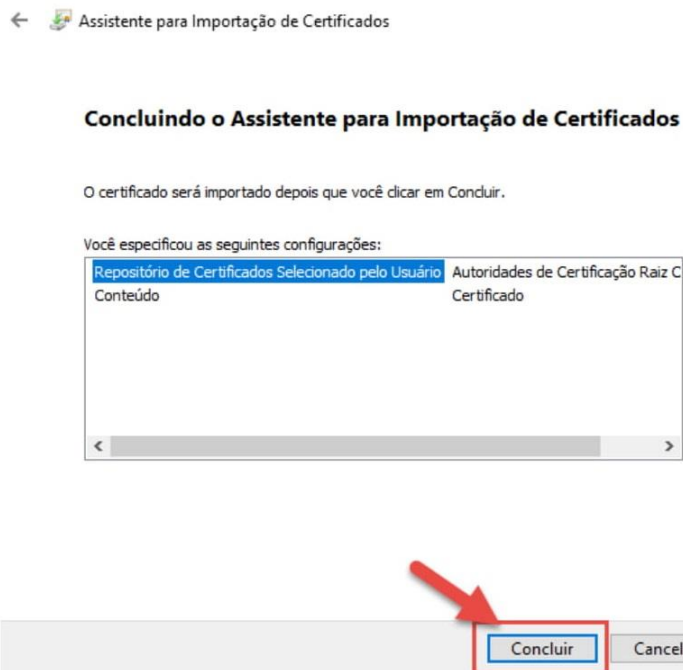 Assistente para Importação de Certificados
Concluindo o Assistente para Importação de Certificados
O certificado será importado depois que você clicar em Concluir.
Você especificou as seguintes configurações:
Repositório de Certificados Selecionado pelo Usuário Autoridades de Certificação Raiz C
Conteúdo Certificado
Concluir Cancel